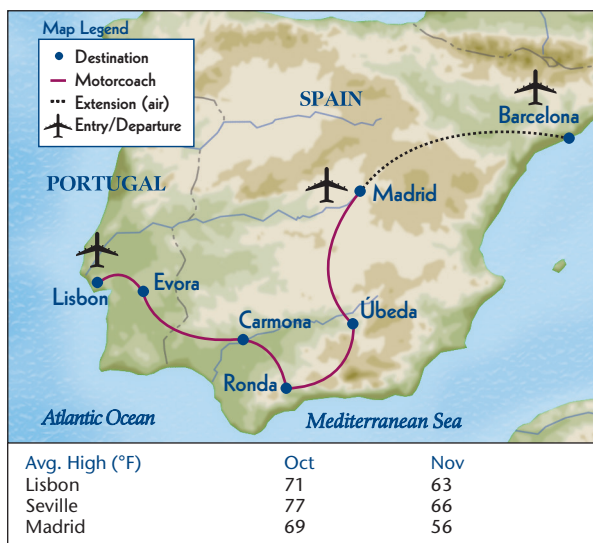 Map Legend
Destination
Motorcoach
Extension (air)
Entry/Departure
SPAIN
Barcelona
PORTUGAL
Madrid
Lisbon
Evora
Carmona
Úbeda
Ronda
Atlantic Ocean
Mediterranean Sea
Avg. High (°F) Oct Nov
Lisbon 71 63
Seville 77 66
Madrid 69 56